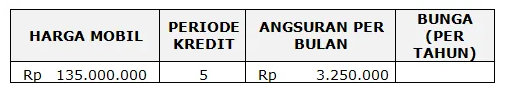 HARGA MOBIL PERIODE KREDIT ANGSURAN PER BULAN BUNGA (PER TAHUN)
Rp 135.000.000 5 Rp 3.250.000